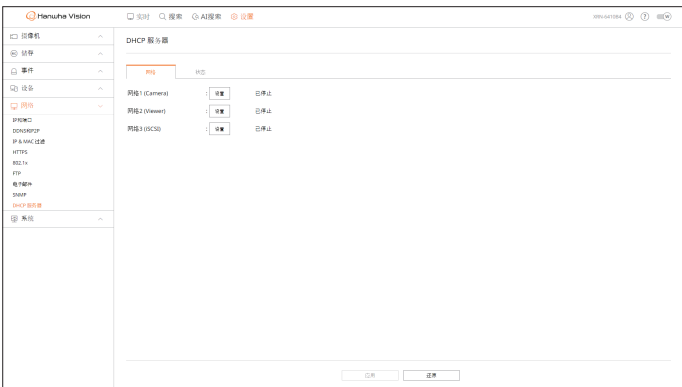 Hanwha Vision
实时 搜索 AI搜索 设置
XRN-6410B4
摄像机
储存
事件
设备
网络
IP和端口
DDNS和P2P
IP & MAC 过滤
HTTPS
802.1x
FTP
电子邮件
SNMP
DHCP 服务器
系统
DHCP 服务器
网络 状态
网络1 (Camera) : 设置 已停止
网络2 (Viewer) : 设置 已停止
网络3 (iSCSI) : 设置 已停止
应用 还原